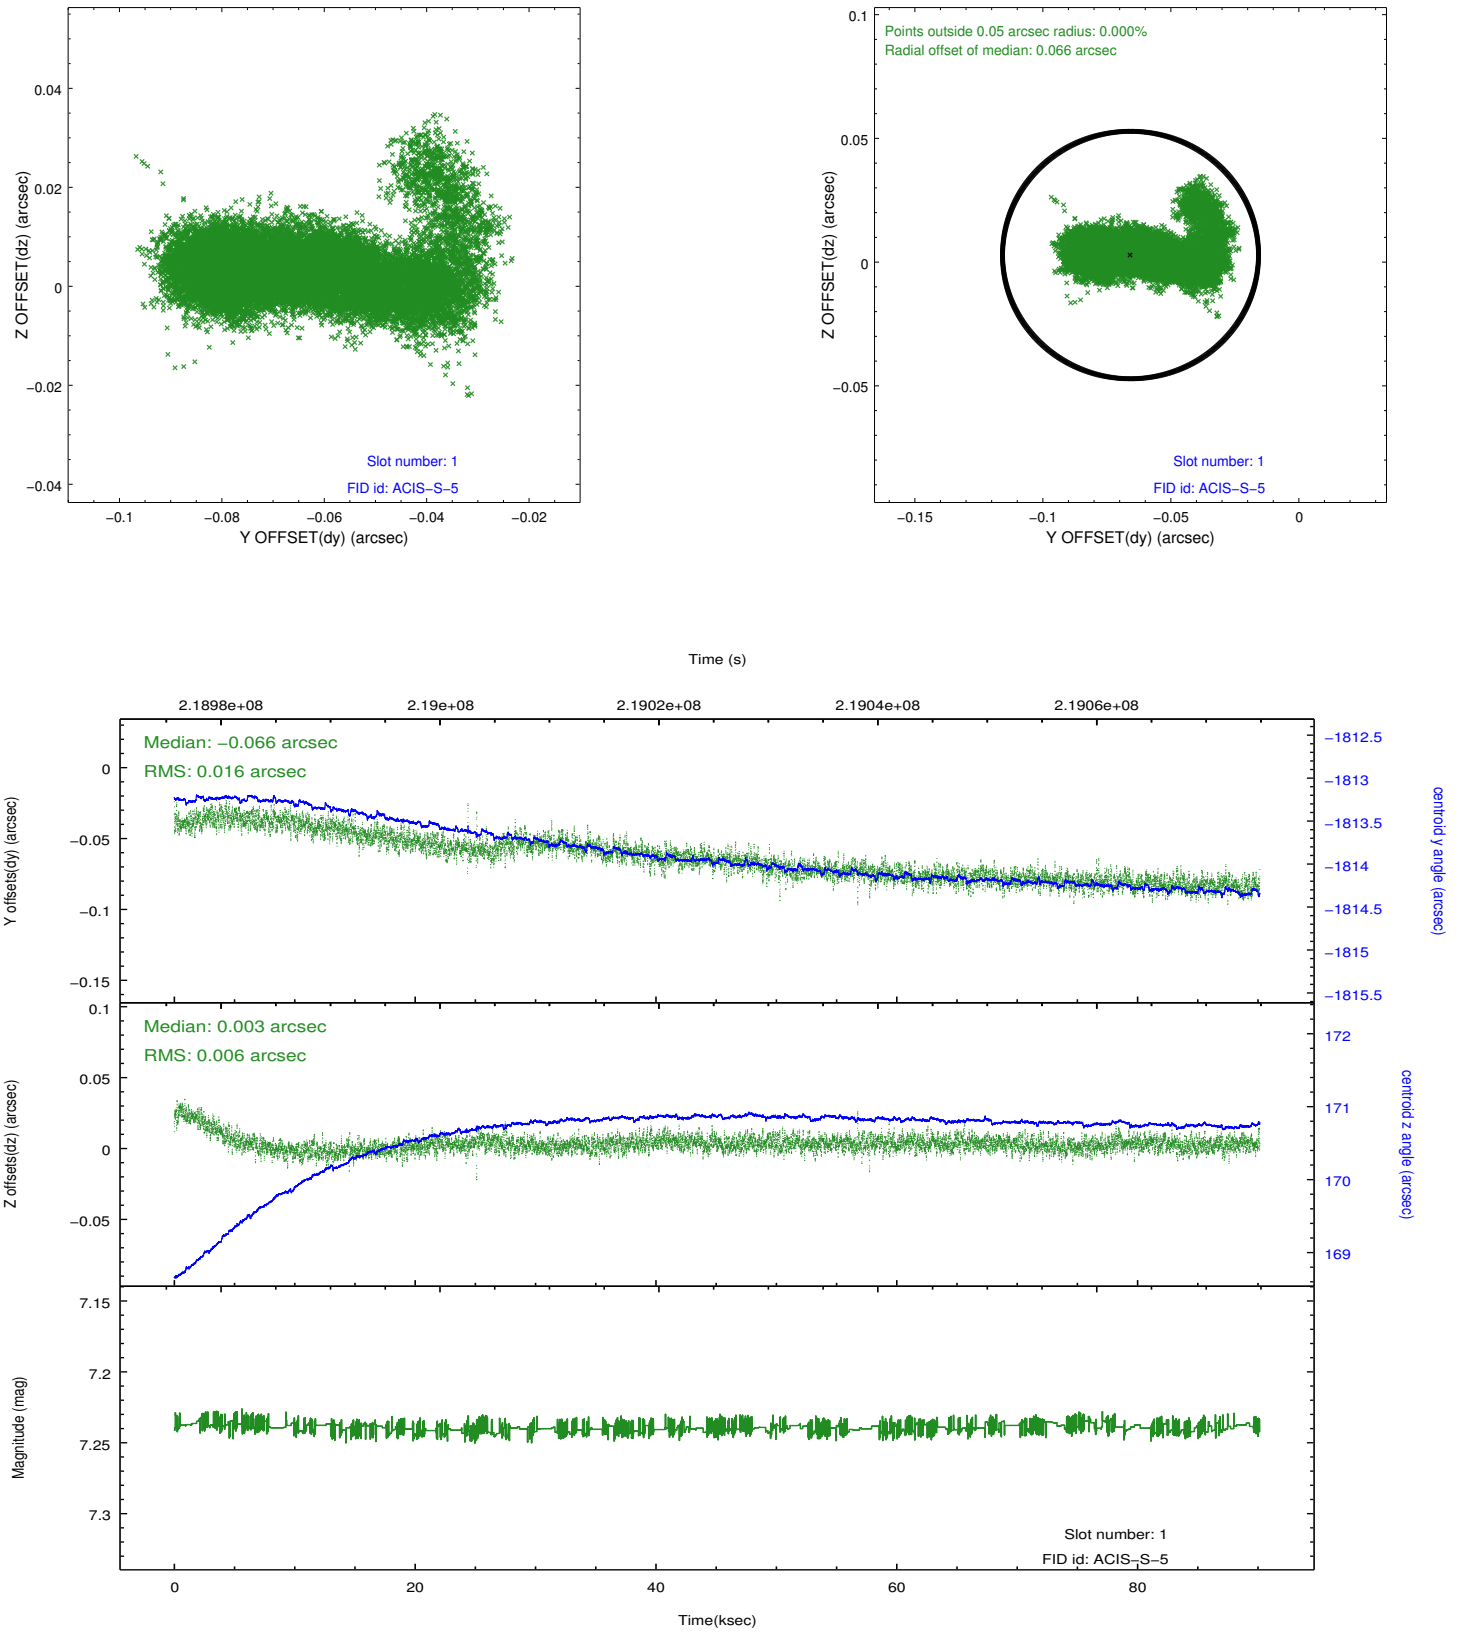 0.04
0.02
0
−0.02
−0.04
Z OFFSET(dz) (arcsec)
−0.1
−0.08
−0.06
−0.04
−0.02
Y OFFSET(dy) (arcsec)
Slot number: 1
FID id: ACIS−S−5
Points outside 0.05 arcsec radius: 0.000%
Radial offset of median: 0.066 arcsec
0.1
0.05
0
−0.05
Z OFFSET(dz) (arcsec)
−0.15
−0.1
−0.05
0
Y OFFSET(dy) (arcsec)
Slot number: 1
FID id: ACIS−S−5
Time (s)
2.1898e+08
2.19e+08
2.1902e+08
2.1904e+08
2.1906e+08
Median: −0.066 arcsec
RMS: 0.016 arcsec
0
−0.05
−0.1
−0.15
Y offsets(dy) (arcsec)
−1812.5
−1813
−1813.5
−1814
−1814.5
−1815
−1815.5
centroid y angle (arcsec)
Median: 0.003 arcsec
RMS: 0.006 arcsec
0.1
0.05
0
−0.05
Z offsets(dz) (arcsec)
172
171
170
169
centroid z angle (arcsec)
7.15
7.2
7.25
7.3
Magnitude (mag)
Slot number: 1
FID id: ACIS−S−5
0
20
40
60
80
Time(ksec)